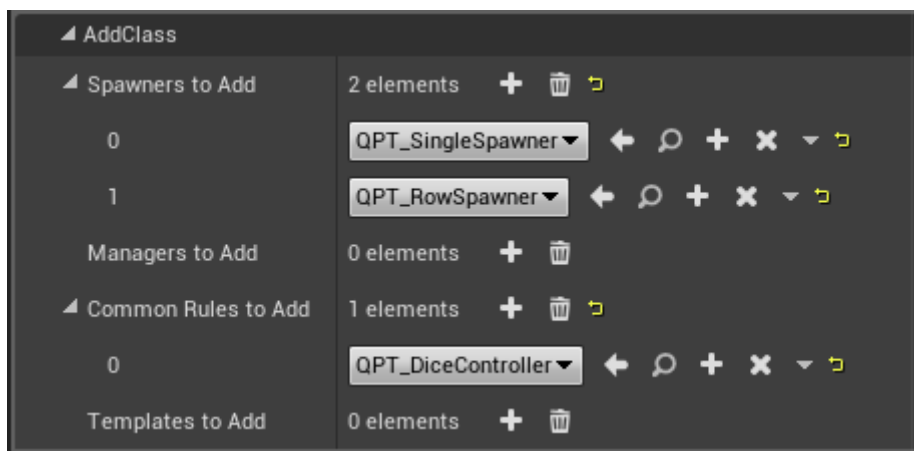 AddClass
Spawners to Add 2 elements
0 QPT_SingleSpawner
1 QPT_RowSpawner
Managers to Add 0 elements
Common Rules to Add 1 elements
0 QPT_DiceController
Templates to Add 0 elements